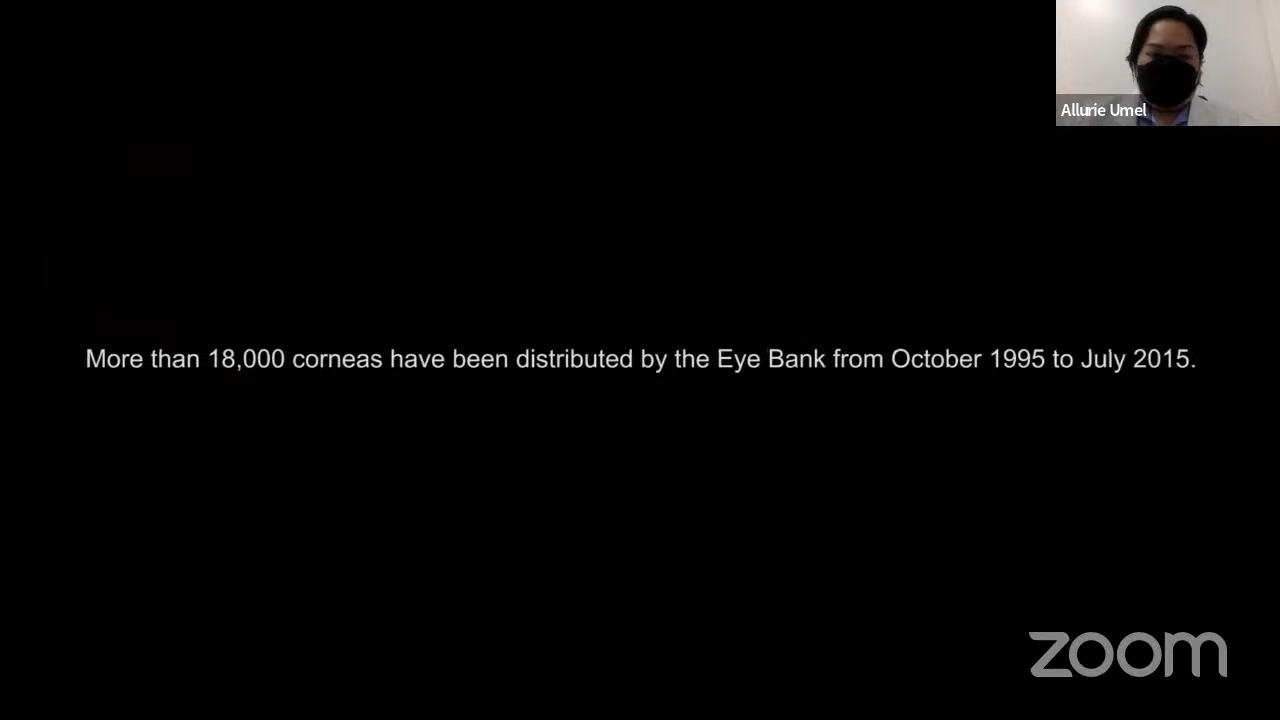 Allurie Umel
More than 18,000 corneas have been distributed by the Eye Bank from October 1995 to July 2015.
zoom